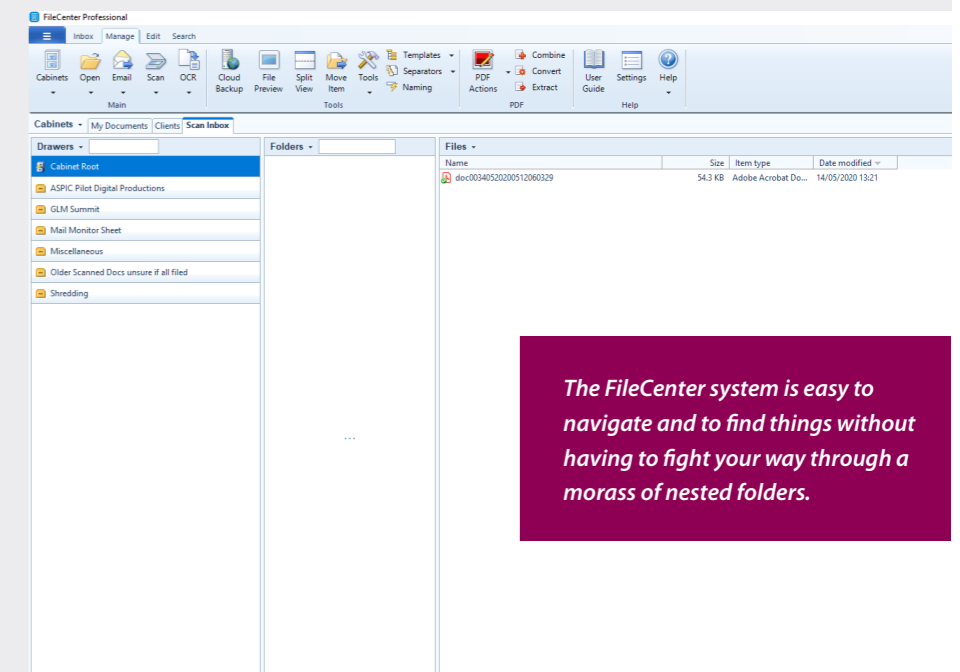 FileCenter Professional
Inbox Manage Edit Search
Cabinets Open Email Scan OCR Cloud Backup File Preview Split View Move Item Tools Templates Separators Naming PDF Actions Combine Convert Extract User Guide Settings Help
Main Tools PDF Help
Cabinets My Documents Clients Scan Inbox
Drawers Folders Files
Name Size Item type Date modified
Cabinet Root
doc00340520200512060329 54.3 KB Adobe Acrobat Do... 14/05/2020 13:21
ASPIC Pilot Digital Productions
GLM Summit
Mail Monitor Sheet
Miscellaneous
Older Scanned Docs unsure if all filed
Shredding
...
The FileCenter system is easy to
navigate and to find things without
having to fight your way through a
morass of nested folders.